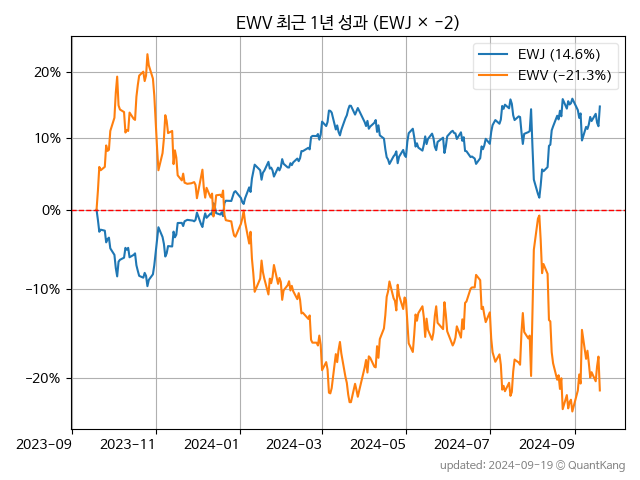 EWV 최근 1년 성과 (EWJ × −2)
EWJ (14.6%)
EWV (−21.3%)
20%
10%
0%
−10%
−20%
2023−09 2023−11 2024−01 2024−03 2024−05 2024−07 2024−09
updated: 2024−09−19 © QuantKang